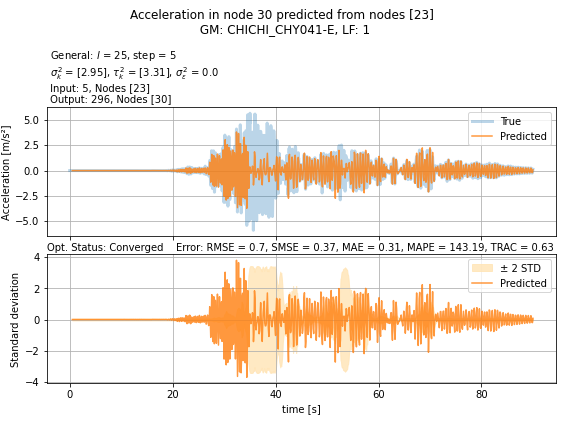 Acceleration in node 30 predicted from nodes [23]
GM: CHICHI_CHY041-E, LF: 1
General: l = 25, step = 5
σ²ₖ = [2.95], τ²ₖ = [3.31], σ²ε = 0.0
Input: 5, Nodes [23]
Output: 296, Nodes [30]
Acceleration [m/s²]
5.0
2.5
0.0
−2.5
−5.0
True
Predicted
Opt. Status: Converged Error: RMSE = 0.7, SMSE = 0.37, MAE = 0.31, MAPE = 143.19, TRAC = 0.63
Standard deviation
4
2
0
−2
−4
± 2 STD
Predicted
0 20 40 60 80
time [s]